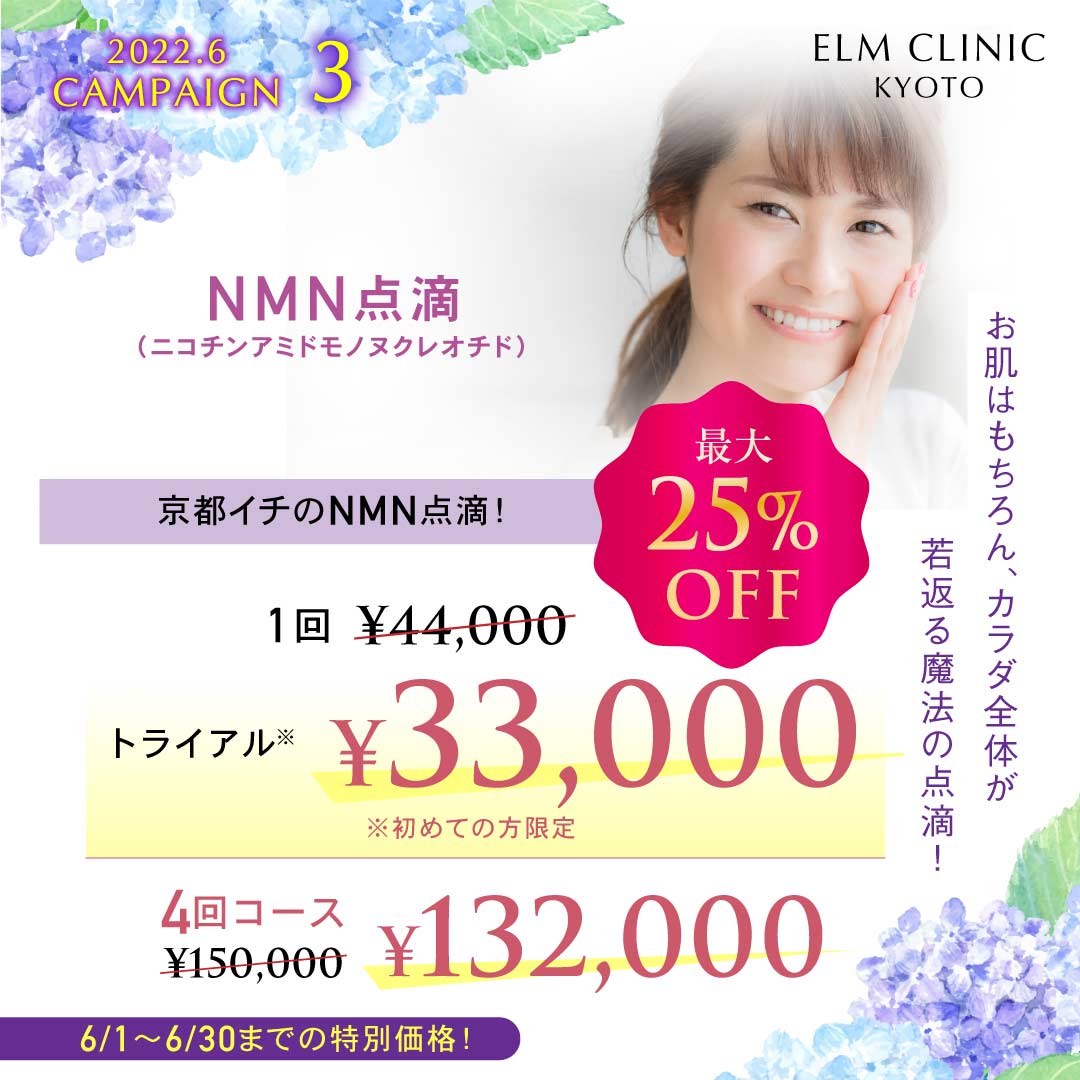 2022.6
CAMPAIGN 3
ELM CLINIC
KYOTO
NMN点滴
（ニコチンアミドモノヌクレオチド）
お肌はもちろん、カラダ全体が
若返る魔法の点滴！
京都イチのNMN点滴！
最大
25%
OFF
1回 ¥44,000
トライアル※ ¥33,000
※初めての方限定
4回コース
¥150,000 ¥132,000
6/1〜6/30までの特別価格！